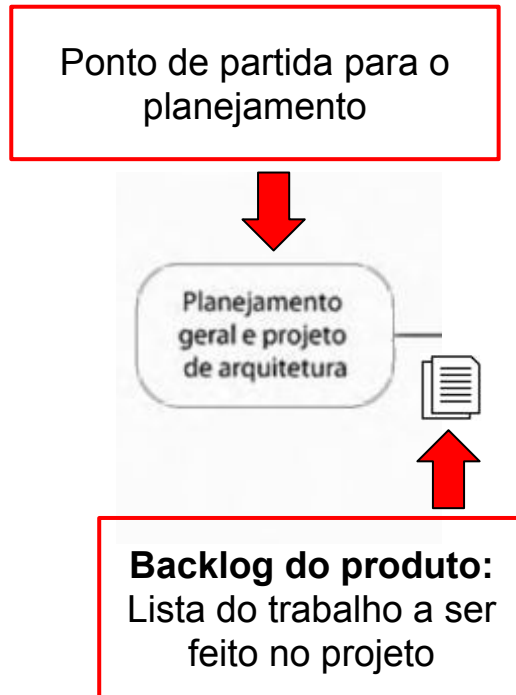 Ponto de partida para o
planejamento
Planejamento
geral e projeto
de arquitetura
Backlog do produto:
Lista do trabalho a ser
feito no projeto